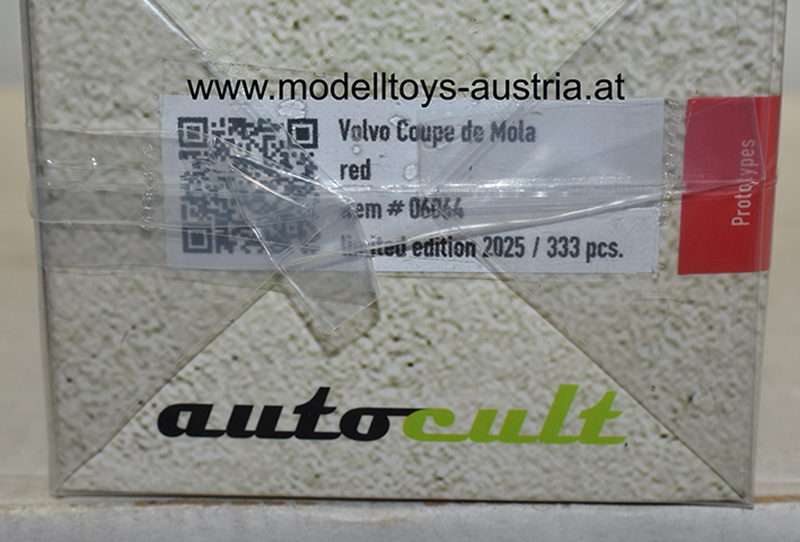 www.modelltoys-austria.at
Volvo Coupe de Mola
red
item # 06064
limited edition 2025 / 333 pcs.
Prototypes
autocult